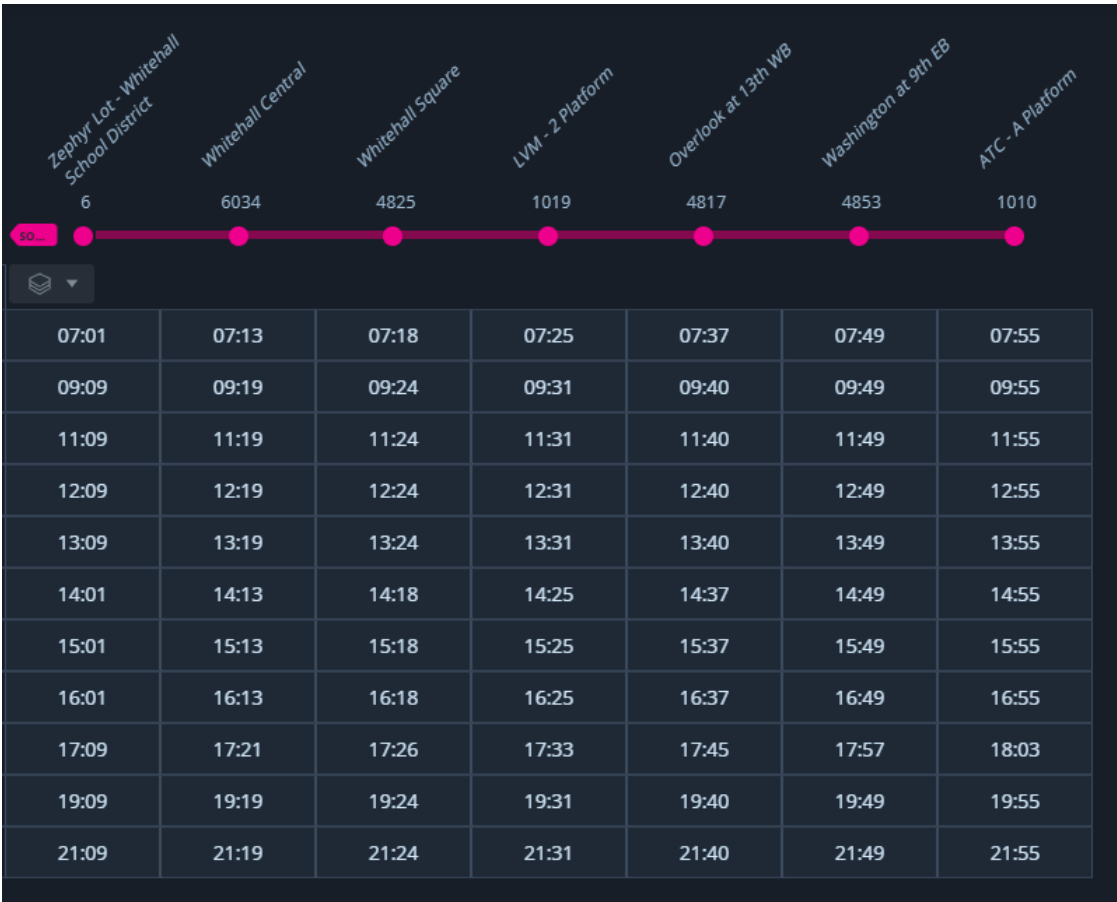 Zephyr Lot - Whitehall
School District
Whitehall Central
Whitehall Square
LVM - 2 Platform
Overlook at 13th WB
Washington at 9th EB
ATC - A Platform
6 6034 4825 1019 4817 4853 1010
SO...
07:01 07:13 07:18 07:25 07:37 07:49 07:55
09:09 09:19 09:24 09:31 09:40 09:49 09:55
11:09 11:19 11:24 11:31 11:40 11:49 11:55
12:09 12:19 12:24 12:31 12:40 12:49 12:55
13:09 13:19 13:24 13:31 13:40 13:49 13:55
14:01 14:13 14:18 14:25 14:37 14:49 14:55
15:01 15:13 15:18 15:25 15:37 15:49 15:55
16:01 16:13 16:18 16:25 16:37 16:49 16:55
17:09 17:21 17:26 17:33 17:45 17:57 18:03
19:09 19:19 19:24 19:31 19:40 19:49 19:55
21:09 21:19 21:24 21:31 21:40 21:49 21:55